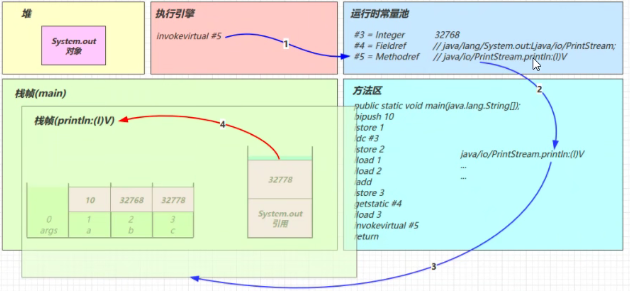 堆
System.out
对象
执行引擎
invokevirtual #5
1
运行时常量池
#3 = Integer 32768
#4 = Fieldref // java/lang/System.out:Ljava/io/PrintStream;
#5 = Methodref // java/io/PrintStream.println:(I)V
2
栈帧(main)
栈帧(println:(I)V)
4
32778
System.out
引用
10 32768 32778
0 1 2 3
args a b c
方法区
public static void main(java.lang.String[]);
bipush 10
istore 1
ldc #3
istore 2
iload 1
iload 2
iadd
istore 3
getstatic #4
iload 3
invokevirtual #5
return
java/io/PrintStream.println:(I)V
...
...
3